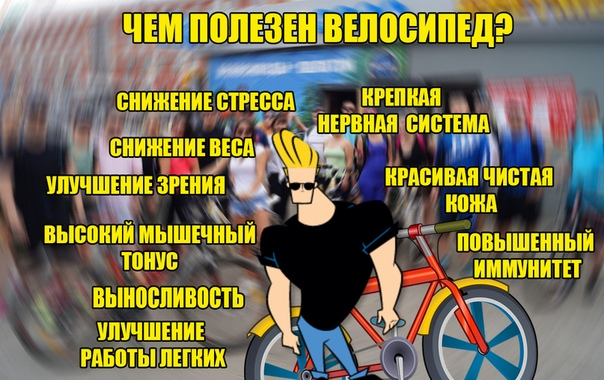 ЧЕМ ПОЛЕЗЕН ВЕЛОСИПЕД?
СНИЖЕНИЕ СТРЕССА
СНИЖЕНИЕ ВЕСА
УЛУЧШЕНИЕ ЗРЕНИЯ
ВЫСОКИЙ МЫШЕЧНЫЙ
ТОНУС
ВЫНОСЛИВОСТЬ
УЛУЧШЕНИЕ
РАБОТЫ ЛЕГКИХ
КРЕПКАЯ
НЕРВНАЯ СИСТЕМА
КРАСИВАЯ ЧИСТАЯ
КОЖА
ПОВЫШЕННЫЙ
ИММУНИТЕТ